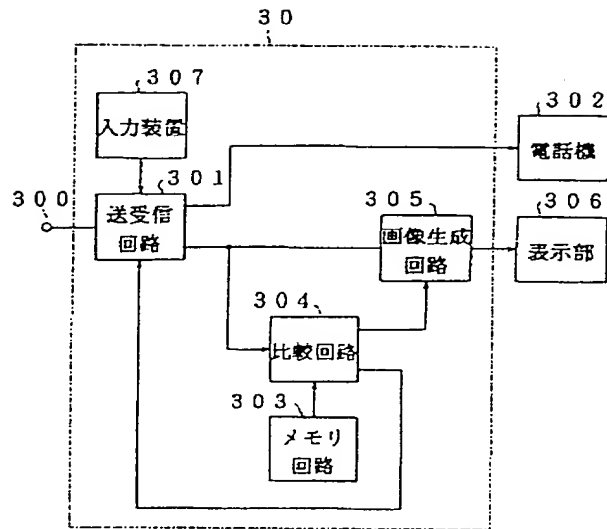 30
307
入力装置
302
電話機
300
301
送受信
回路
305
画像生成
回路
306
表示部
304
比較回路
303
メモリ
回路